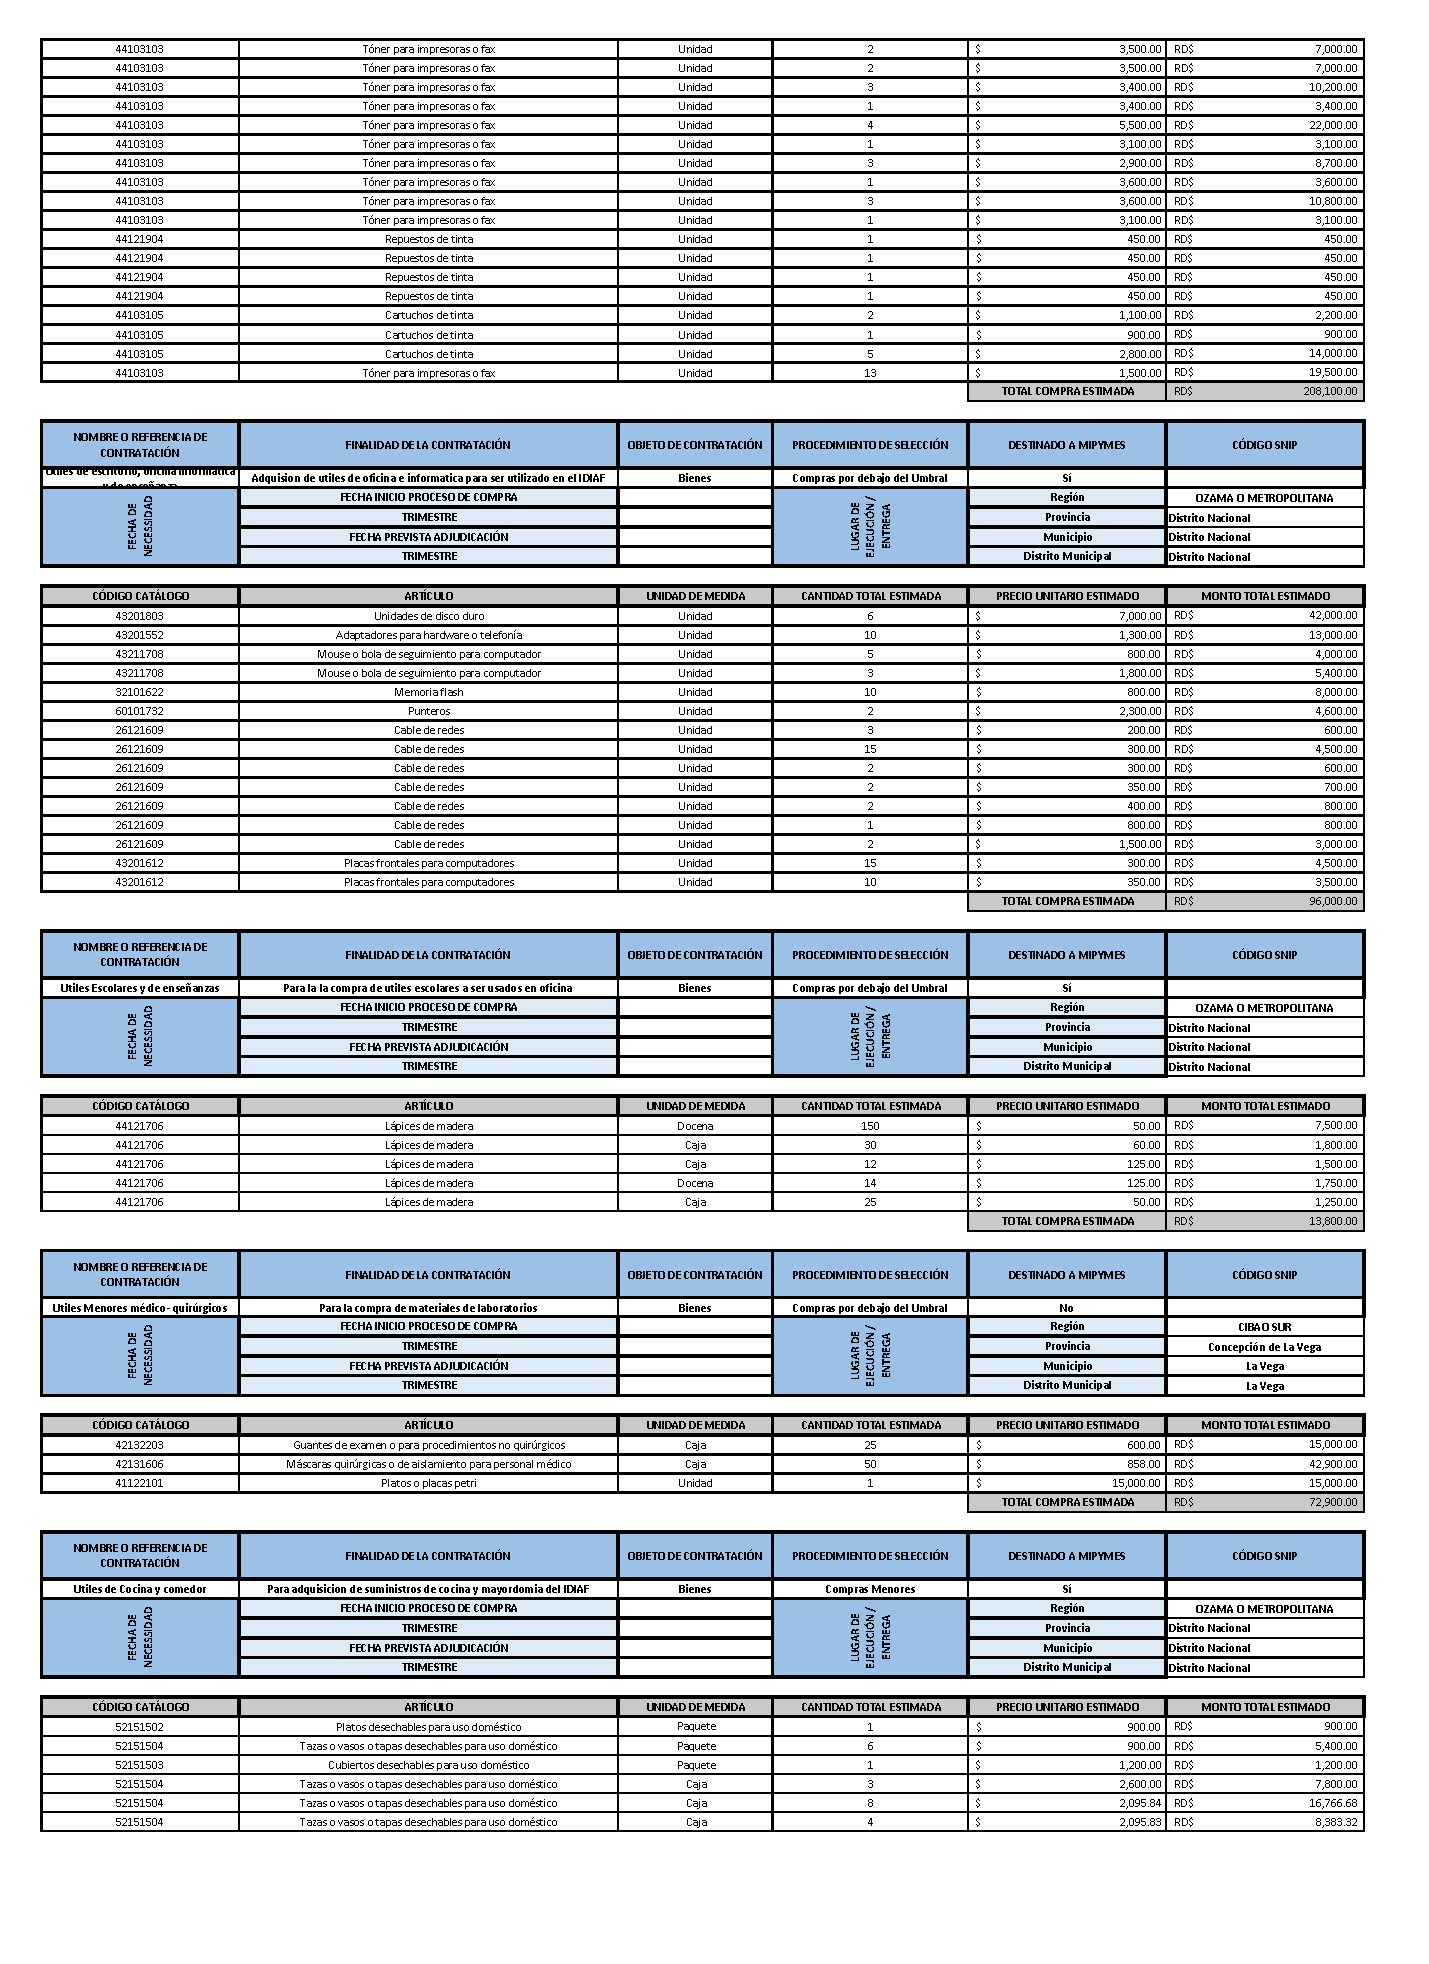 44103103 Tóner para impresoras o fax Unidad 2 $ 3,500.00 RD$ 7,000.00
44103103 Tóner para impresoras o fax Unidad 2 $ 3,500.00 RD$ 7,000.00
44103103 Tóner para impresoras o fax Unidad 3 $ 3,400.00 RD$ 10,200.00
44103103 Tóner para impresoras o fax Unidad 1 $ 3,400.00 RD$ 3,400.00
44103103 Tóner para impresoras o fax Unidad 4 $ 5,500.00 RD$ 22,000.00
44103103 Tóner para impresoras o fax Unidad 1 $ 3,100.00 RD$ 3,100.00
44103103 Tóner para impresoras o fax Unidad 3 $ 2,900.00 RD$ 8,700.00
44103103 Tóner para impresoras o fax Unidad 1 $ 3,600.00 RD$ 3,600.00
44103103 Tóner para impresoras o fax Unidad 3 $ 3,600.00 RD$ 10,800.00
44103103 Tóner para impresoras o fax Unidad 1 $ 3,100.00 RD$ 3,100.00
44121904 Repuestos de tinta Unidad 1 $ 450.00 RD$ 450.00
44121904 Repuestos de tinta Unidad 1 $ 450.00 RD$ 450.00
44121904 Repuestos de tinta Unidad 1 $ 450.00 RD$ 450.00
44121904 Repuestos de tinta Unidad 1 $ 450.00 RD$ 450.00
44103105 Cartuchos de tinta Unidad 2 $ 1,100.00 RD$ 2,200.00
44103105 Cartuchos de tinta Unidad 1 $ 900.00 RD$ 900.00
44103105 Cartuchos de tinta Unidad 5 $ 2,800.00 RD$ 14,000.00
44103103 Tóner para impresoras o fax Unidad 13 $ 1,500.00 RD$ 19,500.00
TOTAL COMPRA ESTIMADA RD$ 208,100.00
NOMBRE O REFERENCIA DE CONTRATACIÓN FINALIDAD DE LA CONTRATACIÓN OBJETO DE CONTRATACIÓN PROCEDIMIENTO DE SELECCIÓN DESTINADO A MIPYMES CÓDIGO SNIP
Utiles de escritorio, oficina informatica y de enseñanza Adquision de utiles de oficina e informatica para ser utilizado en el IDIAF Bienes Compras por debajo del Umbral Sí
FECHA DE NECESSIDAD FECHA INICIO PROCESO DE COMPRA LUGAR DE EJECUCIÓN / ENTREGA Región OZAMA O METROPOLITANA
TRIMESTRE Provincia Distrito Nacional
FECHA PREVISTA ADJUDICACIÓN Municipio Distrito Nacional
TRIMESTRE Distrito Municipal Distrito Nacional
CÓDIGO CATÁLOGO ARTÍCULO UNIDAD DE MEDIDA CANTIDAD TOTAL ESTIMADA PRECIO UNITARIO ESTIMADO MONTO TOTAL ESTIMADO
43201803 Unidades de disco duro Unidad 6 $ 7,000.00 RD$ 42,000.00
43201552 Adaptadores para hardware o telefonía Unidad 10 $ 1,300.00 RD$ 13,000.00
43211708 Mouse o bola de seguimiento para computador Unidad 5 $ 800.00 RD$ 4,000.00
43211708 Mouse o bola de seguimiento para computador Unidad 3 $ 1,800.00 RD$ 5,400.00
32101622 Memoria flash Unidad 10 $ 800.00 RD$ 8,000.00
60101732 Punteros Unidad 2 $ 2,300.00 RD$ 4,600.00
26121609 Cable de redes Unidad 3 $ 200.00 RD$ 600.00
26121609 Cable de redes Unidad 15 $ 300.00 RD$ 4,500.00
26121609 Cable de redes Unidad 2 $ 300.00 RD$ 600.00
26121609 Cable de redes Unidad 2 $ 350.00 RD$ 700.00
26121609 Cable de redes Unidad 2 $ 400.00 RD$ 800.00
26121609 Cable de redes Unidad 1 $ 800.00 RD$ 800.00
26121609 Cable de redes Unidad 2 $ 1,500.00 RD$ 3,000.00
43201612 Placas frontales para computadores Unidad 15 $ 300.00 RD$ 4,500.00
43201612 Placas frontales para computadores Unidad 10 $ 350.00 RD$ 3,500.00
TOTAL COMPRA ESTIMADA RD$ 96,000.00
NOMBRE O REFERENCIA DE CONTRATACIÓN FINALIDAD DE LA CONTRATACIÓN OBJETO DE CONTRATACIÓN PROCEDIMIENTO DE SELECCIÓN DESTINADO A MIPYMES CÓDIGO SNIP
Utiles Escolares y de enseñanzas Para la la compra de utiles escolares a ser usados en oficina Bienes Compras por debajo del Umbral Sí
FECHA DE NECESSIDAD FECHA INICIO PROCESO DE COMPRA LUGAR DE EJECUCIÓN / ENTREGA Región OZAMA O METROPOLITANA
TRIMESTRE Provincia Distrito Nacional
FECHA PREVISTA ADJUDICACIÓN Municipio Distrito Nacional
TRIMESTRE Distrito Municipal Distrito Nacional
CÓDIGO CATÁLOGO ARTÍCULO UNIDAD DE MEDIDA CANTIDAD TOTAL ESTIMADA PRECIO UNITARIO ESTIMADO MONTO TOTAL ESTIMADO
44121706 Lápices de madera Docena 150 $ 50.00 RD$ 7,500.00
44121706 Lápices de madera Caja 30 $ 60.00 RD$ 1,800.00
44121706 Lápices de madera Caja 12 $ 125.00 RD$ 1,500.00
44121706 Lápices de madera Docena 14 $ 125.00 RD$ 1,750.00
44121706 Lápices de madera Caja 25 $ 50.00 RD$ 1,250.00
TOTAL COMPRA ESTIMADA RD$ 13,800.00
NOMBRE O REFERENCIA DE CONTRATACIÓN FINALIDAD DE LA CONTRATACIÓN OBJETO DE CONTRATACIÓN PROCEDIMIENTO DE SELECCIÓN DESTINADO A MIPYMES CÓDIGO SNIP
Utiles Menores médico- quirúrgicos Para la compra de materiales de laboratorios Bienes Compras por debajo del Umbral No
FECHA DE NECESSIDAD FECHA INICIO PROCESO DE COMPRA LUGAR DE EJECUCIÓN / ENTREGA Región CIBAO SUR
TRIMESTRE Provincia Concepción de La Vega
FECHA PREVISTA ADJUDICACIÓN Municipio La Vega
TRIMESTRE Distrito Municipal La Vega
CÓDIGO CATÁLOGO ARTÍCULO UNIDAD DE MEDIDA CANTIDAD TOTAL ESTIMADA PRECIO UNITARIO ESTIMADO MONTO TOTAL ESTIMADO
42132203 Guantes de examen o para procedimientos no quirúrgicos Caja 25 $ 600.00 RD$ 15,000.00
42131606 Máscaras quirúrgicas o de aislamiento para personal médico Caja 50 $ 858.00 RD$ 42,900.00
41122101 Platos o placas petri Unidad 1 $ 15,000.00 RD$ 15,000.00
TOTAL COMPRA ESTIMADA RD$ 72,900.00
NOMBRE O REFERENCIA DE CONTRATACIÓN FINALIDAD DE LA CONTRATACIÓN OBJETO DE CONTRATACIÓN PROCEDIMIENTO DE SELECCIÓN DESTINADO A MIPYMES CÓDIGO SNIP
Utiles de Cocina y comedor Para adquisicion de suministros de cocina y mayordomia del IDIAF Bienes Compras Menores Sí
FECHA DE NECESSIDAD FECHA INICIO PROCESO DE COMPRA LUGAR DE EJECUCIÓN / ENTREGA Región OZAMA O METROPOLITANA
TRIMESTRE Provincia Distrito Nacional
FECHA PREVISTA ADJUDICACIÓN Municipio Distrito Nacional
TRIMESTRE Distrito Municipal Distrito Nacional
CÓDIGO CATÁLOGO ARTÍCULO UNIDAD DE MEDIDA CANTIDAD TOTAL ESTIMADA PRECIO UNITARIO ESTIMADO MONTO TOTAL ESTIMADO
52151502 Platos desechables para uso doméstico Paquete 1 $ 900.00 RD$ 900.00
52151504 Tazas o vasos o tapas desechables para uso doméstico Paquete 6 $ 900.00 RD$ 5,400.00
52151503 Cubiertos desechables para uso doméstico Paquete 1 $ 1,200.00 RD$ 1,200.00
52151504 Tazas o vasos o tapas desechables para uso doméstico Caja 3 $ 2,600.00 RD$ 7,800.00
52151504 Tazas o vasos o tapas desechables para uso doméstico Caja 8 $ 2,095.84 RD$ 16,766.68
52151504 Tazas o vasos o tapas desechables para uso doméstico Caja 4 $ 2,095.83 RD$ 8,383.32